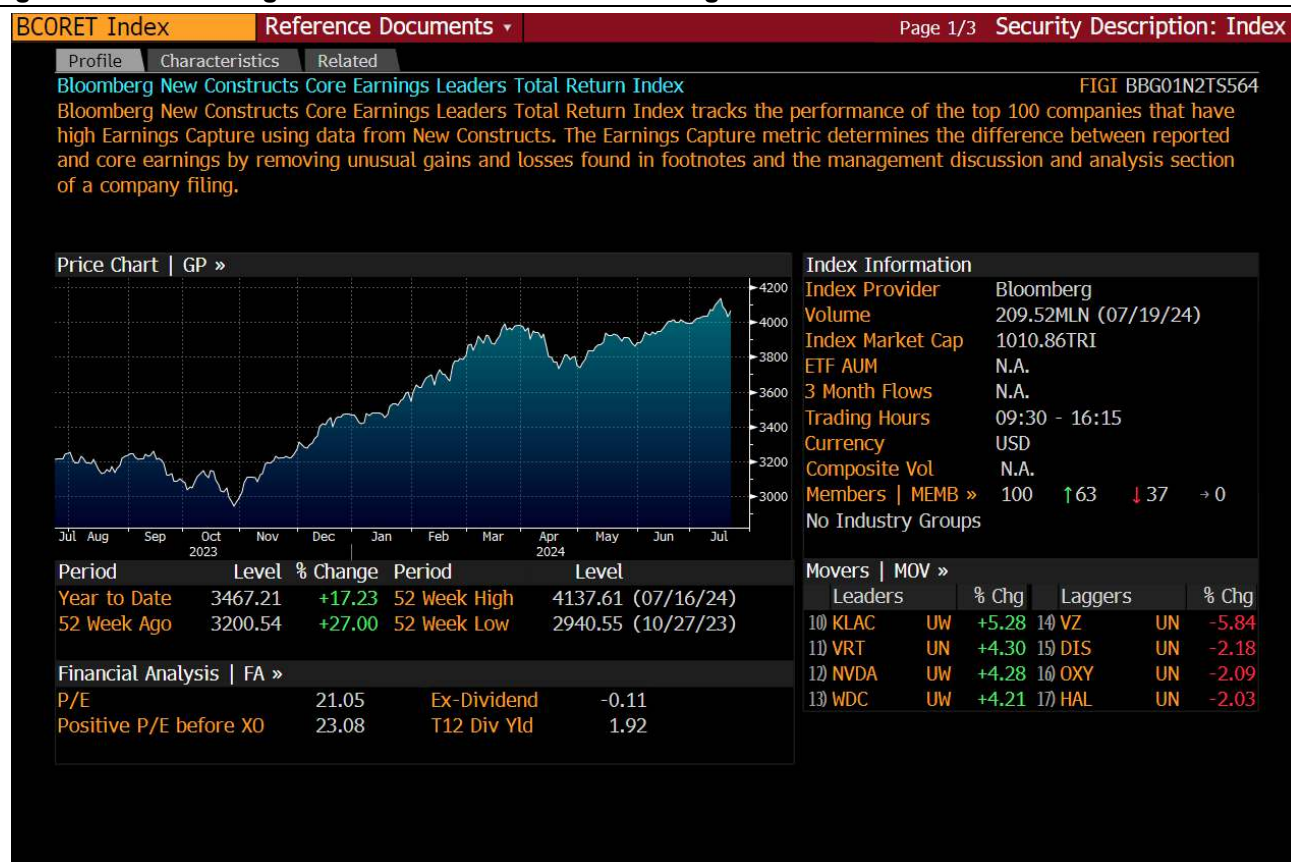 BCORET Index Reference Documents ▾ Page 1/3 Security Description: Index
Profile Characteristics Related
Bloomberg New Constructs Core Earnings Leaders Total Return Index FIGI BBG01N2TS564
Bloomberg New Constructs Core Earnings Leaders Total Return Index tracks the performance of the top 100 companies that have
high Earnings Capture using data from New Constructs. The Earnings Capture metric determines the difference between reported
and core earnings by removing unusual gains and losses found in footnotes and the management discussion and analysis section
of a company filing.
Price Chart | GP »
4200
4000
3800
3600
3400
3200
3000
Jul Aug Sep Oct Nov Dec Jan Feb Mar Apr May Jun Jul
2023 2024
Period Level % Change Period Level
Year to Date 3467.21 +17.23 52 Week High 4137.61 (07/16/24)
52 Week Ago 3200.54 +27.00 52 Week Low 2940.55 (10/27/23)
Financial Analysis | FA »
P/E 21.05 Ex-Dividend -0.11
Positive P/E before XO 23.08 T12 Div Yld 1.92
Index Information
Index Provider Bloomberg
Volume 209.52MLN (07/19/24)
Index Market Cap 1010.86TRI
ETF AUM N.A.
3 Month Flows N.A.
Trading Hours 09:30 - 16:15
Currency USD
Composite Vol N.A.
Members | MEMB » 100 ↑63 ↓37 →0
No Industry Groups
Movers | MOV »
Leaders % Chg Laggers % Chg
10) KLAC UW +5.28 14) VZ UN -5.84
11) VRT UN +4.30 15) DIS UN -2.18
12) NVDA UW +4.28 16) OXY UN -2.09
13) WDC UW +4.21 17) HAL UN -2.03